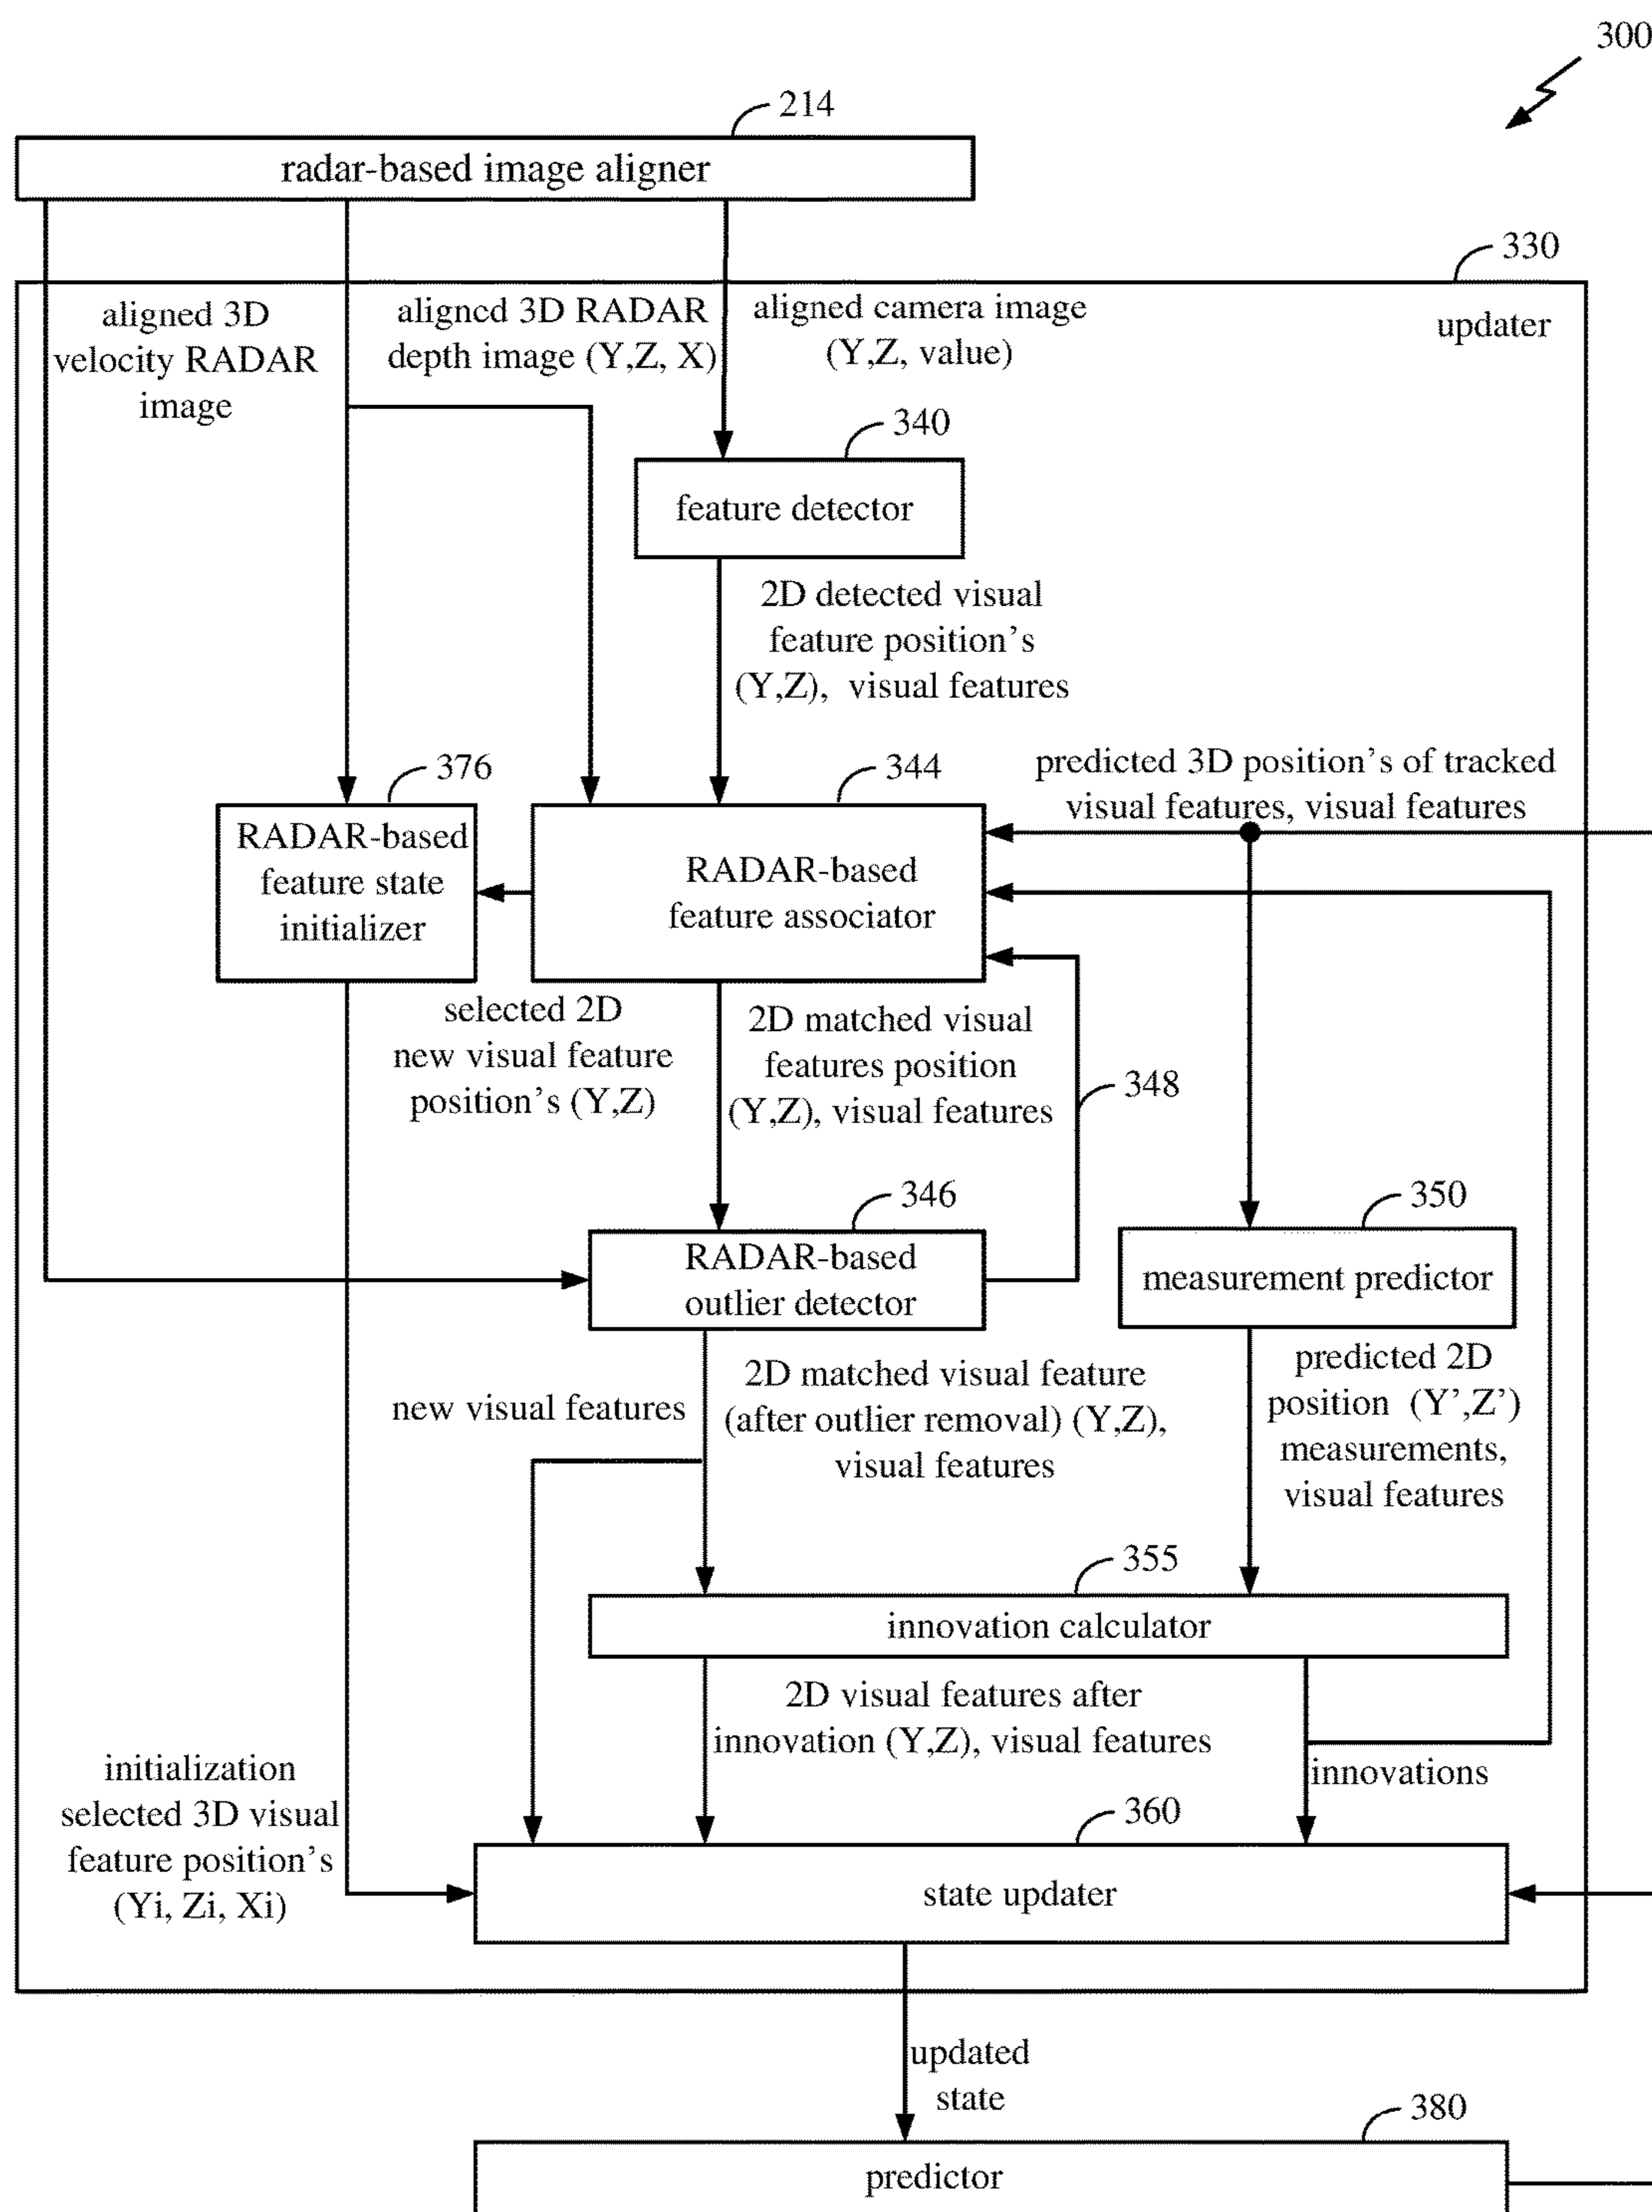 300
214
radar-based image aligner
330
updater
aligned 3D
velocity RADAR
image
aligned 3D RADAR
depth image (Y,Z, X)
aligned camera image
(Y,Z, value)
340
feature detector
2D detected visual
feature position's
(Y,Z), visual features
376
RADAR-based
feature state
initializer
344
RADAR-based
feature associator
predicted 3D position's of tracked
visual features, visual features
selected 2D
new visual feature
position's (Y,Z)
2D matched visual
features position
(Y,Z), visual features
348
346
RADAR-based
outlier detector
350
measurement predictor
new visual features
2D matched visual feature
(after outlier removal) (Y,Z),
visual features
predicted 2D
position (Y',Z')
measurements,
visual features
355
innovation calculator
2D visual features after
innovation (Y,Z), visual features
innovations
initialization
selected 3D visual
feature position's
(Yi, Zi, Xi)
360
state updater
updated
state
380
predictor